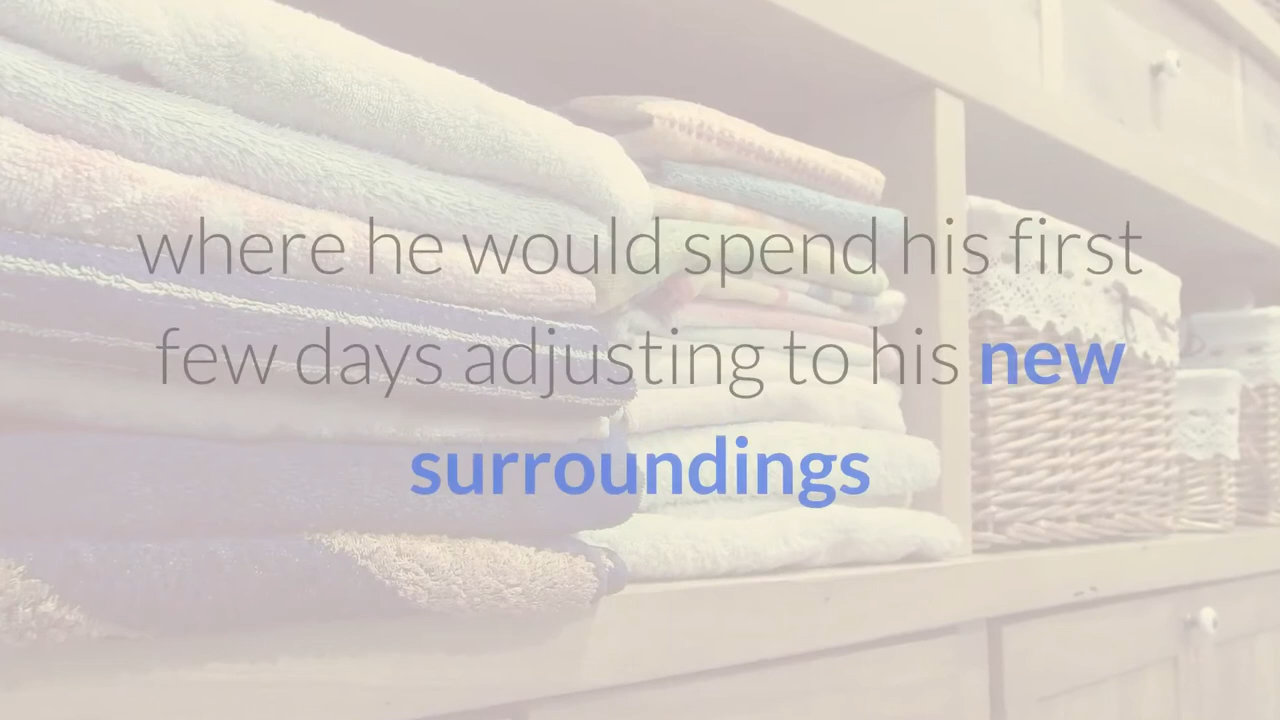 where he would spend his first
few days adjusting to his new
surroundings